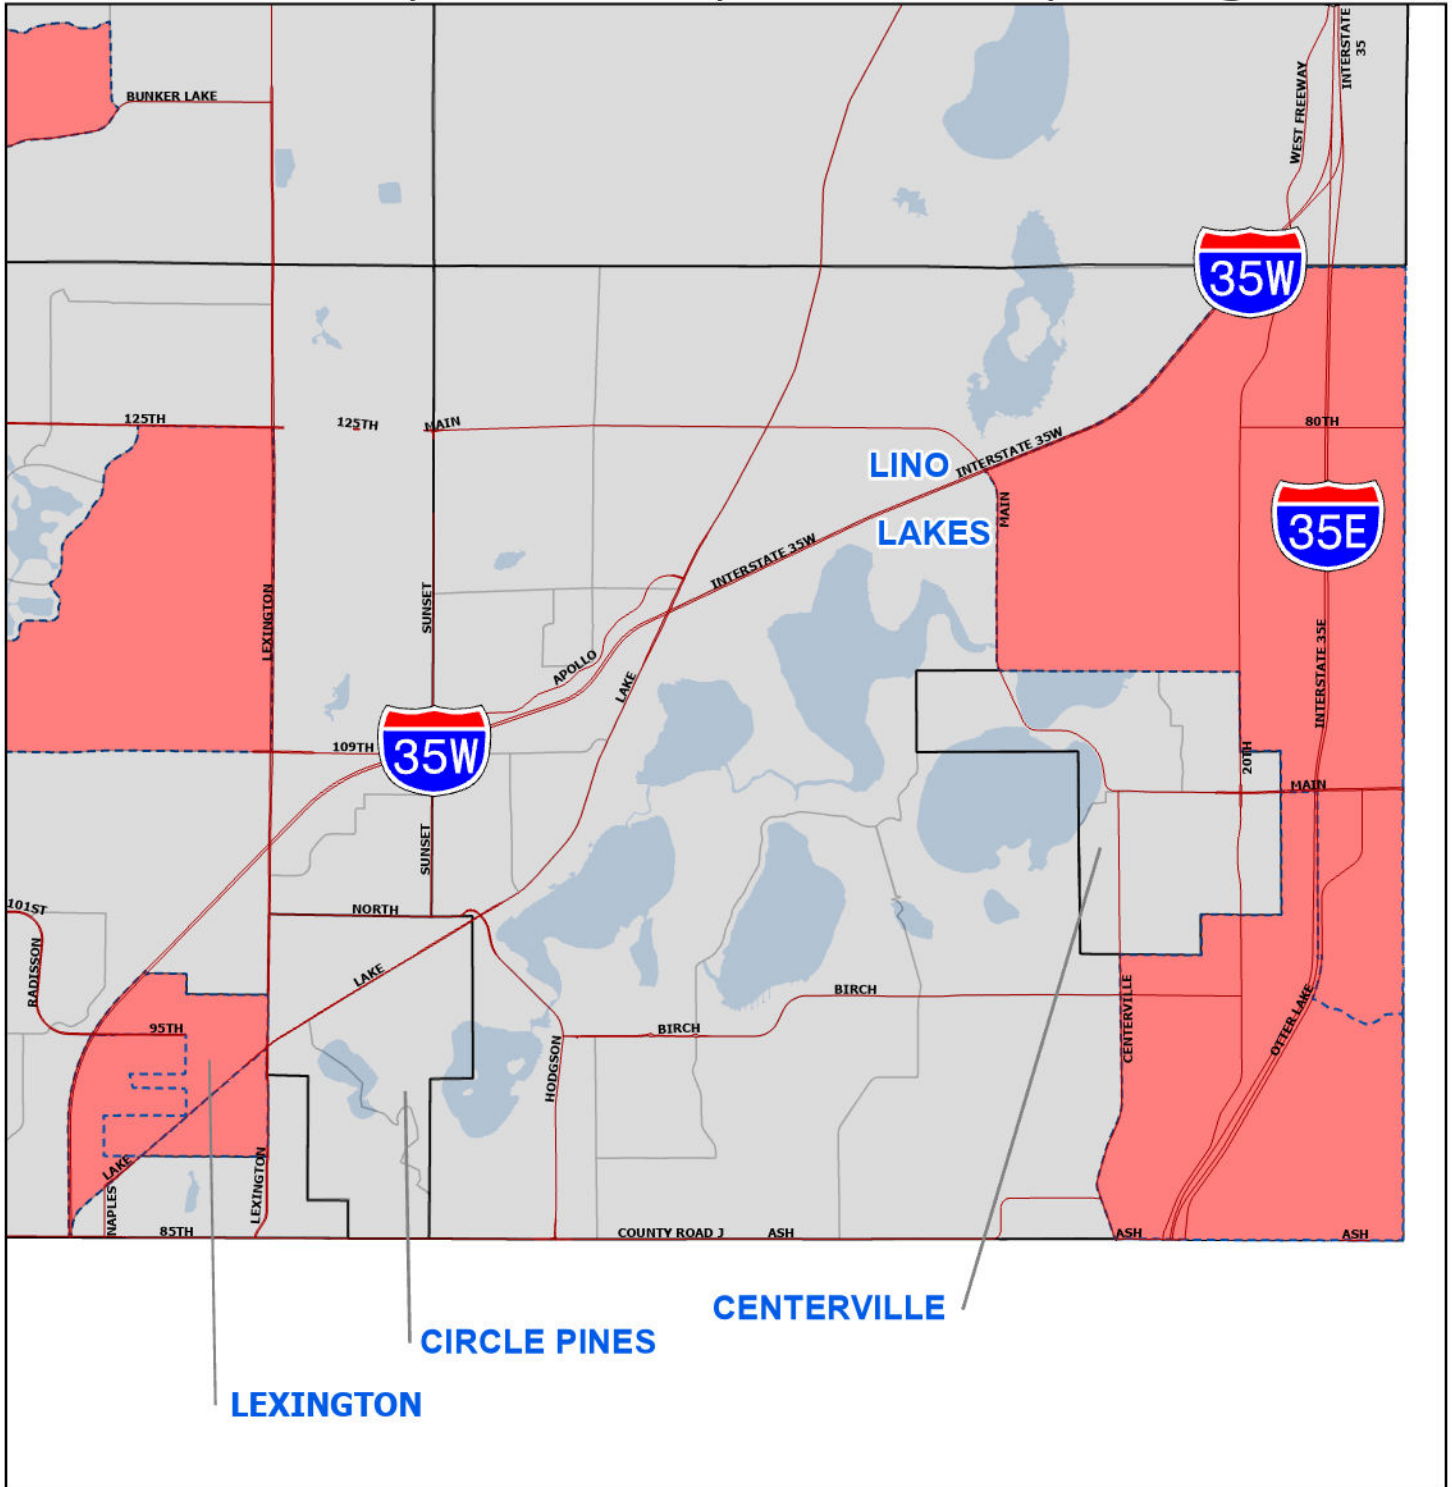 INTERSTATE
35
WEST FREEWAY
BUNKER LAKE
35W
125TH
125TH
MAIN
80TH
LINO
INTERSTATE 35W
LAKES
MAIN
35E
INTERSTATE 35W
SUNSET
LEXINGTON
INTERSTATE 35E
APOLLO
LAKE
109TH
35W
20TH
MAIN
SUNSET
101ST
NORTH
RADISSON
LAKE
BIRCH
CENTERVILLE
95TH
BIRCH
OTTER LAKE
HODGSON
LAKE
NAPLES
LEXINGTON
85TH
COUNTY ROAD J
ASH
ASH
ASH
CENTERVILLE
CIRCLE PINES
LEXINGTON